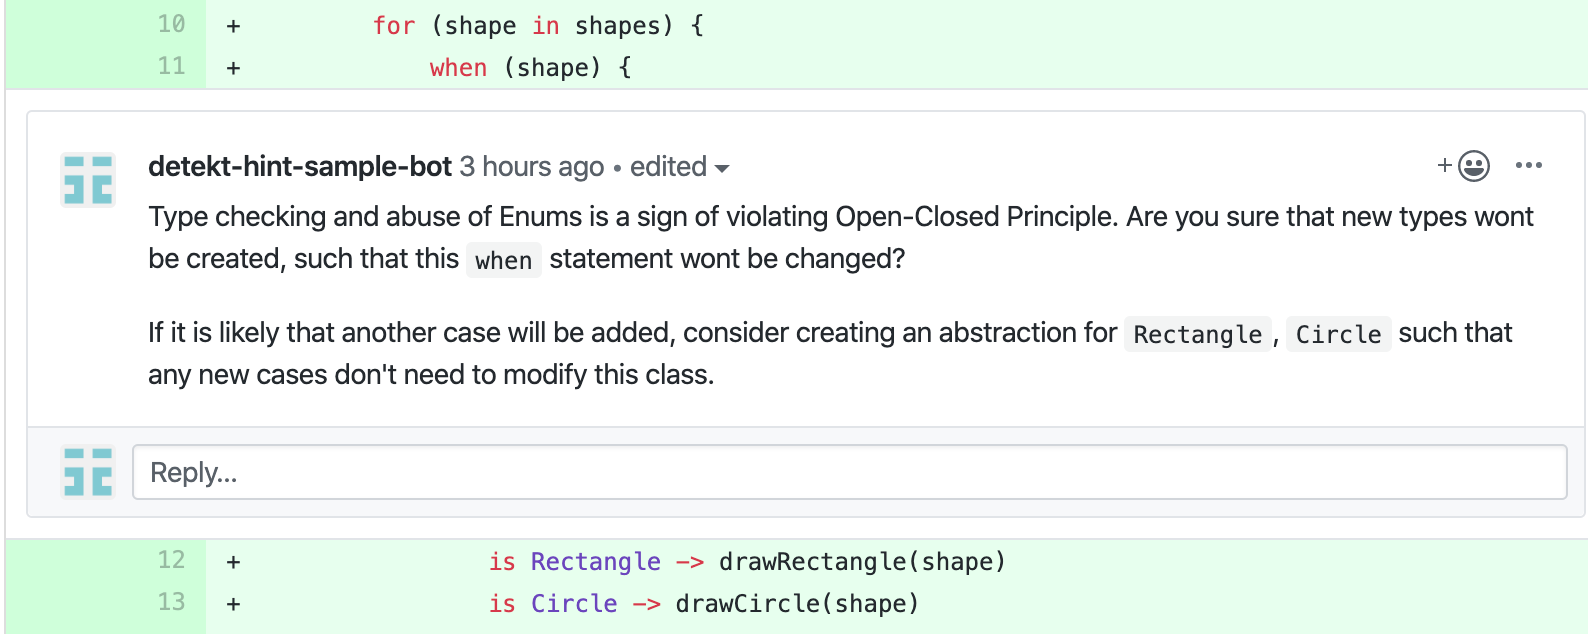 10 + for (shape in shapes) {
11 + when (shape) {
detekt-hint-sample-bot 3 hours ago • edited
Type checking and abuse of Enums is a sign of violating Open-Closed Principle. Are you sure that new types wont
be created, such that this when statement wont be changed?
If it is likely that another case will be added, consider creating an abstraction for Rectangle, Circle such that
any new cases don't need to modify this class.
Reply...
12 + is Rectangle -> drawRectangle(shape)
13 + is Circle -> drawCircle(shape)